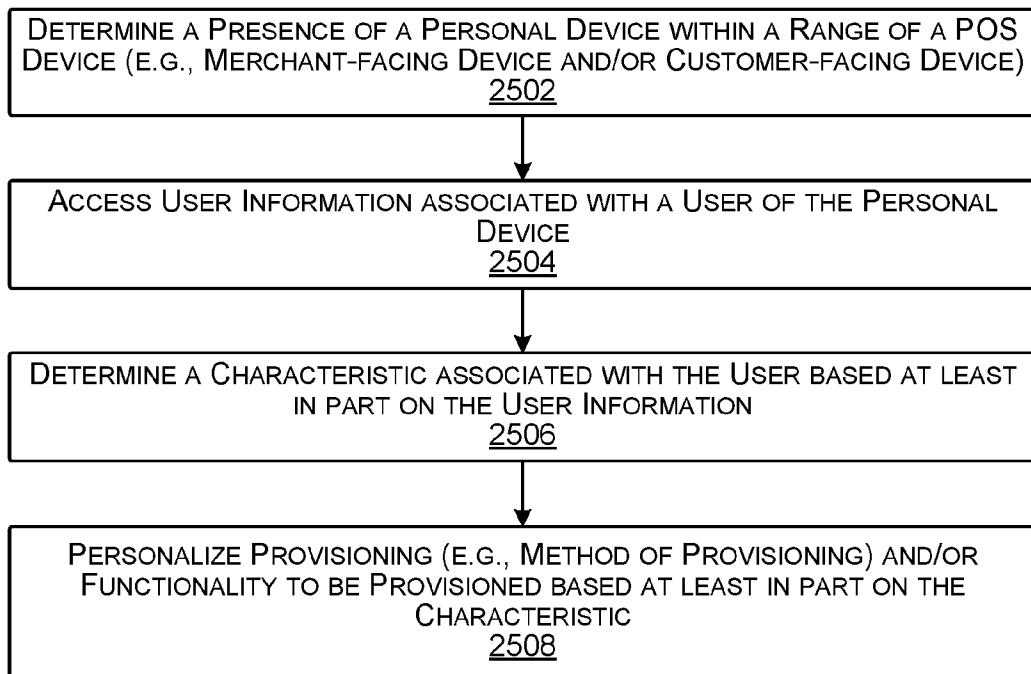 DETERMINE A PRESENCE OF A PERSONAL DEVICE WITHIN A RANGE OF A POS
DEVICE (E.G., MERCHANT-FACING DEVICE AND/OR CUSTOMER-FACING DEVICE)
2502
ACCESS USER INFORMATION ASSOCIATED WITH A USER OF THE PERSONAL
DEVICE
2504
DETERMINE A CHARACTERISTIC ASSOCIATED WITH THE USER BASED AT LEAST
IN PART ON THE USER INFORMATION
2506
PERSONALIZE PROVISIONING (E.G., METHOD OF PROVISIONING) AND/OR
FUNCTIONALITY TO BE PROVISIONED BASED AT LEAST IN PART ON THE
CHARACTERISTIC
2508